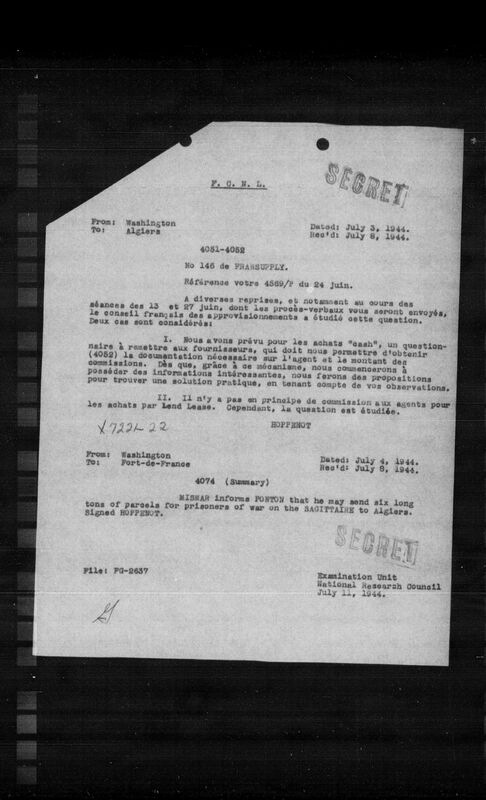 F. C. N. L.
SECRET
From: Washington
To: Algiers
Dated: July 3, 1944.
Rec'd: July 8, 1944.
4051-4052
No 146 de FRANSUPPLY.
Référence votre 4569/P du 24 juin.
A diverses reprises, et notamment au cours des
séances des 13 et 27 juin, dont les procès-verbaux vous seront envoyés,
le conseil français des approvisionnements a étudié cette question.
Deux cas sont considérés:
I. Nous avons prévu pour les achats "cash", un question-
naire à remettre aux fournisseurs, qui doit nous permettre d'obtenir
(4052) la documentation nécessaire sur l'agent et le montant des
commissions. Dès que, grâce à ce mécanisme, nous commencerons à
posséder des informations intéressantes, nous ferons des propositions
pour trouver une solution pratique, en tenant compte de vos observations.
II. Il n'y a pas en principe de commission aux agents pour
les achats par Lend Lease. Cependant, la question est étudiée.
HOPPENOT
X722L22
From: Washington
To: Fort-de-France
Dated: July 4, 1944.
Rec'd: July 8, 1944.
4074 (Summary)
MISMAR informs PONTON that he may send six long
tons of parcels for prisoners of war on the SAGITTAIRE to Algiers.
Signed HOPPENOT.
SECRET
File: FG-2637
Examination Unit
National Research Council
July 11, 1944.